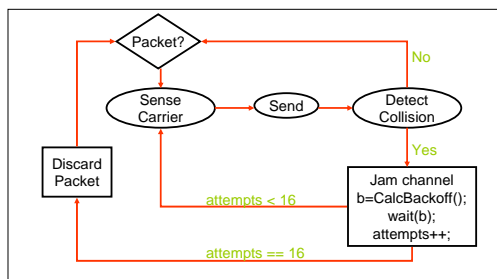 Packet?
No
Sense
Carrier
Send
Detect
Collision
Yes
Discard
Packet
Jam channel
b=CalcBackoff();
wait(b);
attempts++;
attempts < 16
attempts == 16